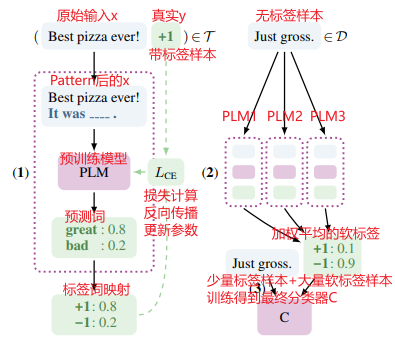 原始输入x
真实y
无标签样本
( Best pizza ever! +1 ) ∈ T
带标签样本
Just gross. ∈ D
Pattern后的x
Best pizza ever!
It was ____ .
PLM1 PLM2 PLM3
(1)
预训练模型
PLM
L_CE
(2)
损失计算
反向传播
更新参数
预测词
great : 0.8
bad : 0.2
加权平均的软标签
+1: 0.1
−1: 0.9
Just gross.
标签词映射
+1: 0.8
−1: 0.2
少量标签样本+大量软标签样本
(3)
训练得到最终分类器C
C